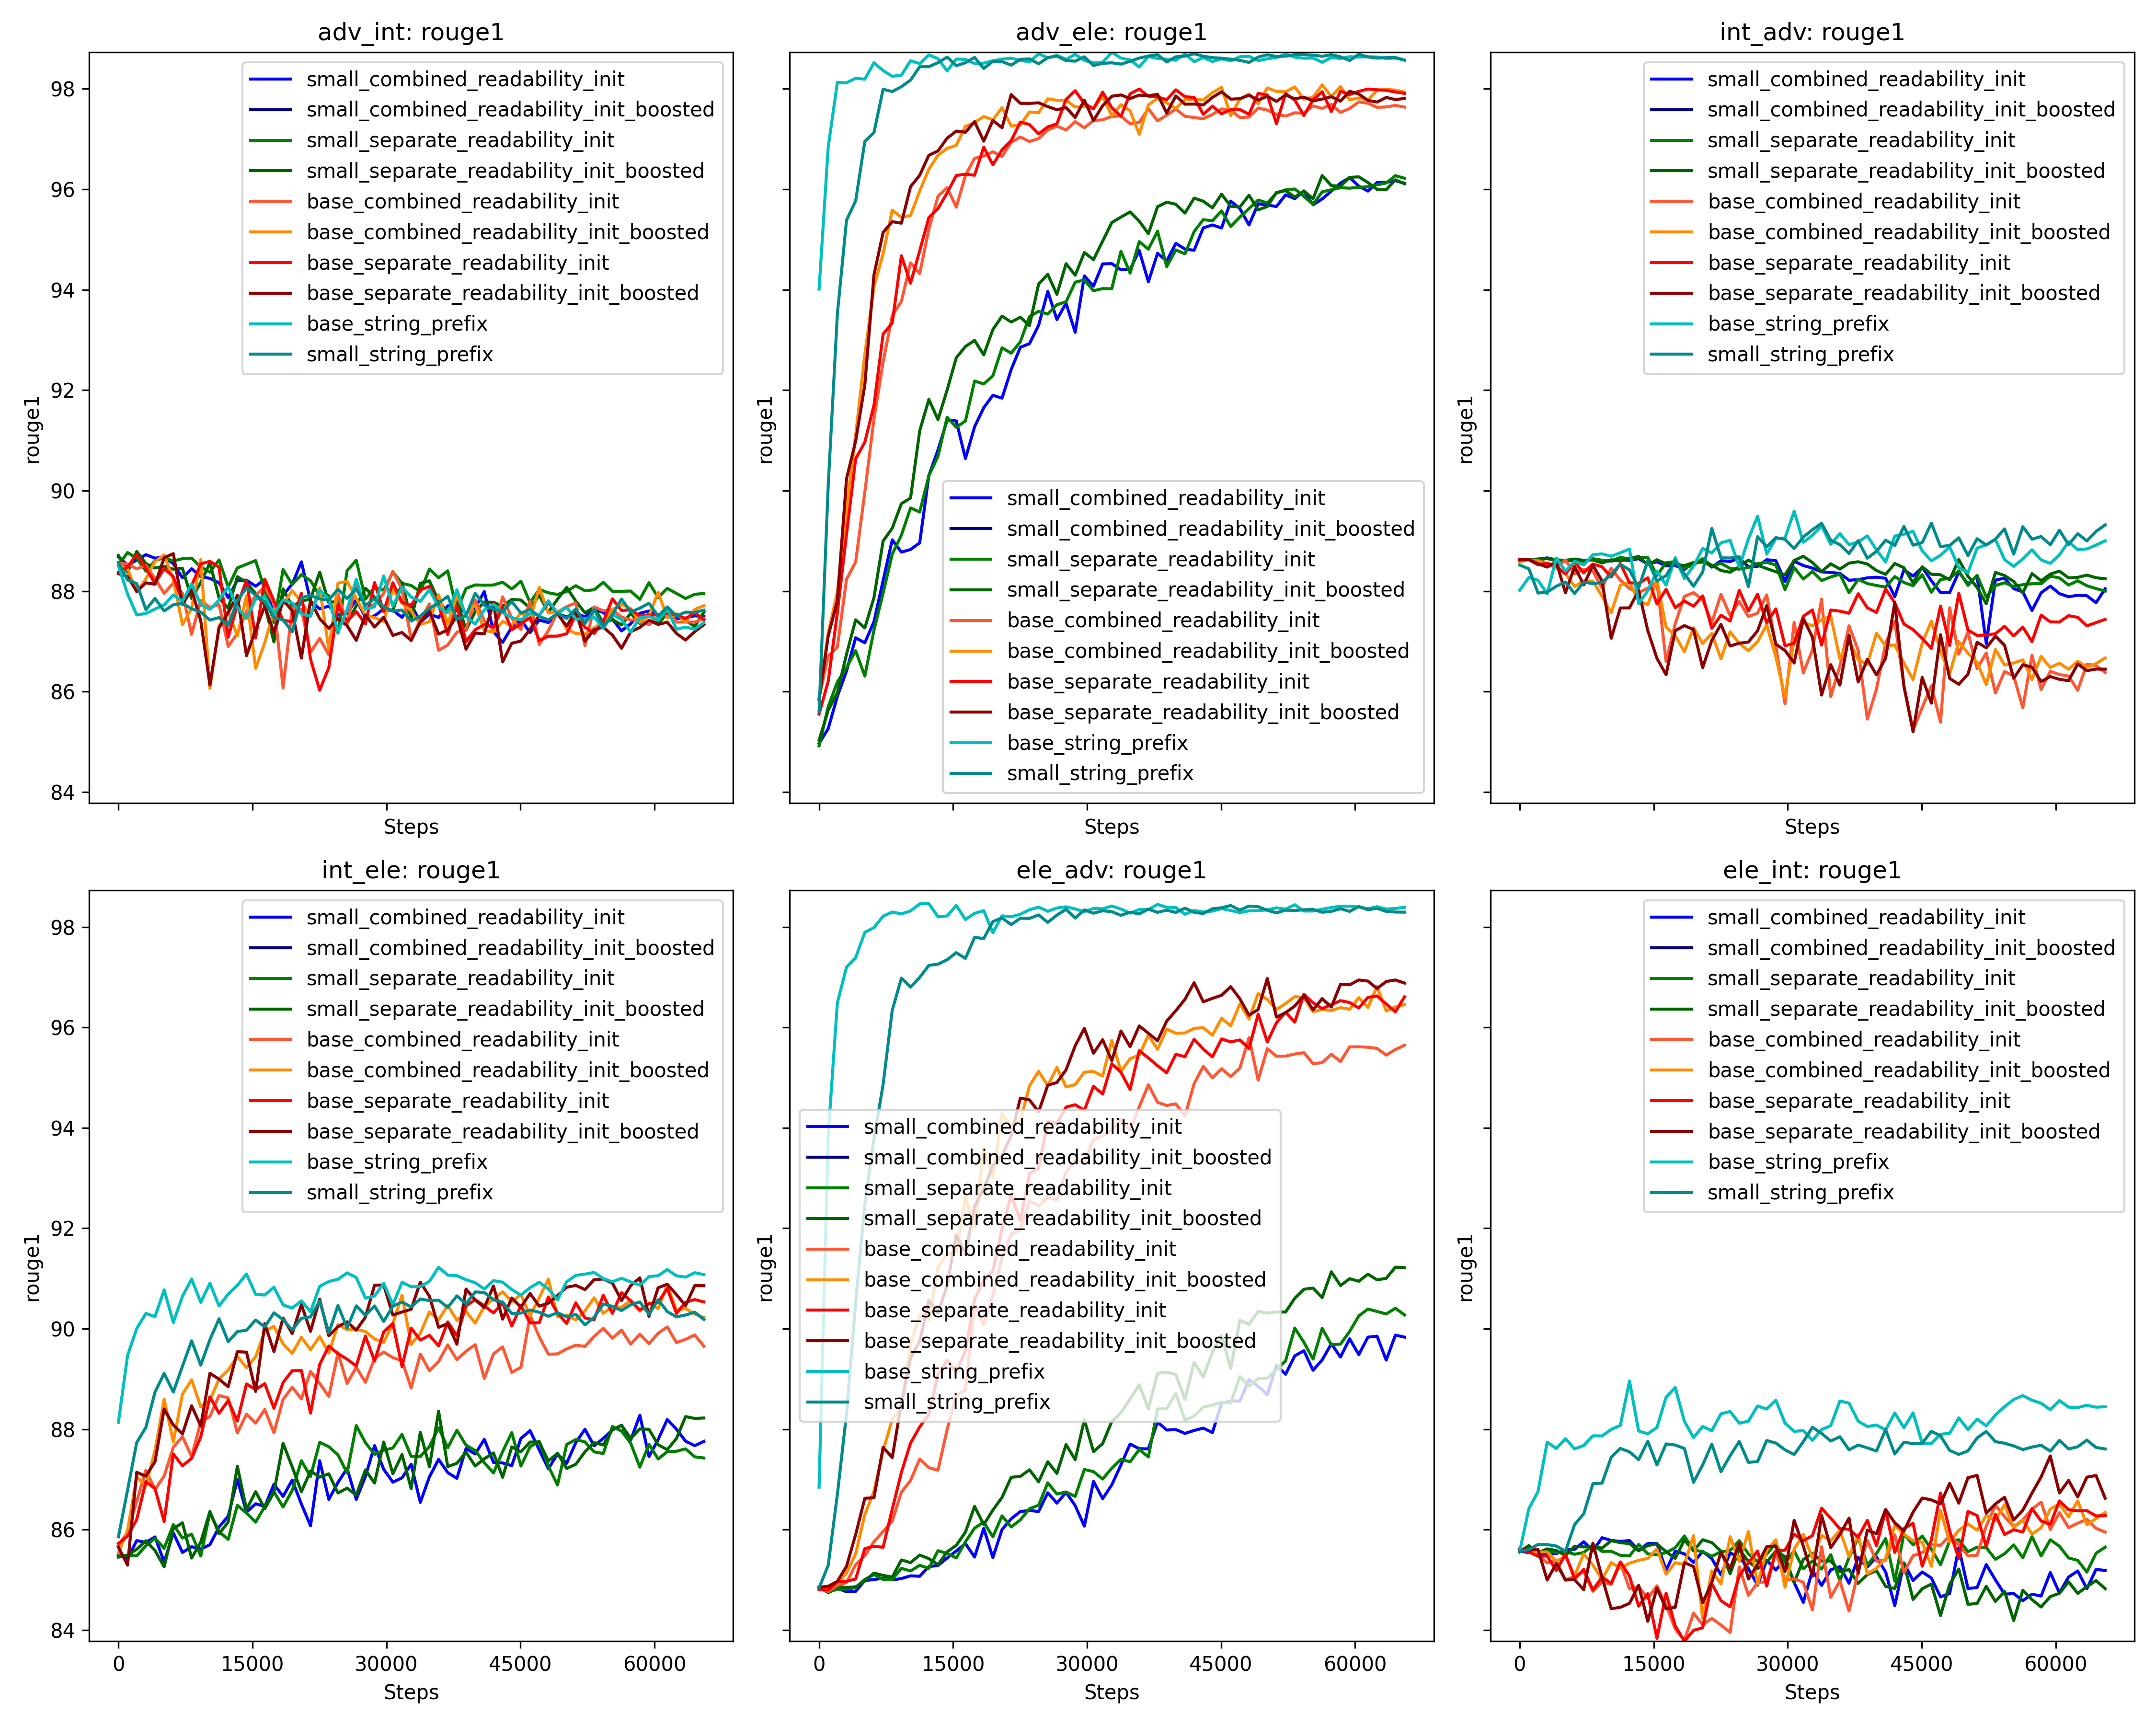 adv_int: rouge1
98
96
94
92
90
88
86
84
rouge1
Steps
small_combined_readability_init
small_combined_readability_init_boosted
small_separate_readability_init
small_separate_readability_init_boosted
base_combined_readability_init
base_combined_readability_init_boosted
base_separate_readability_init
base_separate_readability_init_boosted
base_string_prefix
small_string_prefix
adv_ele: rouge1
rouge1
Steps
small_combined_readability_init
small_combined_readability_init_boosted
small_separate_readability_init
small_separate_readability_init_boosted
base_combined_readability_init
base_combined_readability_init_boosted
base_separate_readability_init
base_separate_readability_init_boosted
base_string_prefix
small_string_prefix
int_adv: rouge1
rouge1
Steps
small_combined_readability_init
small_combined_readability_init_boosted
small_separate_readability_init
small_separate_readability_init_boosted
base_combined_readability_init
base_combined_readability_init_boosted
base_separate_readability_init
base_separate_readability_init_boosted
base_string_prefix
small_string_prefix
int_ele: rouge1
98
96
94
92
90
88
86
84
rouge1
small_combined_readability_init
small_combined_readability_init_boosted
small_separate_readability_init
small_separate_readability_init_boosted
base_combined_readability_init
base_combined_readability_init_boosted
base_separate_readability_init
base_separate_readability_init_boosted
base_string_prefix
small_string_prefix
0 15000 30000 45000 60000
Steps
ele_adv: rouge1
rouge1
small_combined_readability_init
small_combined_readability_init_boosted
small_separate_readability_init
small_separate_readability_init_boosted
base_combined_readability_init
base_combined_readability_init_boosted
base_separate_readability_init
base_separate_readability_init_boosted
base_string_prefix
small_string_prefix
0 15000 30000 45000 60000
Steps
ele_int: rouge1
rouge1
small_combined_readability_init
small_combined_readability_init_boosted
small_separate_readability_init
small_separate_readability_init_boosted
base_combined_readability_init
base_combined_readability_init_boosted
base_separate_readability_init
base_separate_readability_init_boosted
base_string_prefix
small_string_prefix
0 15000 30000 45000 60000
Steps